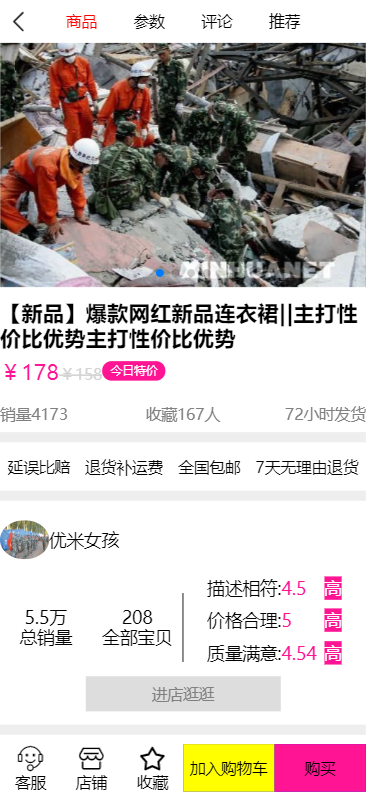 商品 参数 评论 推荐
XINHUANET
【新品】爆款网红新品连衣裙||主打性
价比优势主打性价比优势
￥178 ￥158 今日特价
销量4173 收藏167人 72小时发货
延误比赔 退货补运费 全国包邮 7天无理由退货
优米女孩
描述相符:4.5 高
5.5万 208
价格合理:5 高
总销量 全部宝贝
质量满意:4.54 高
进店逛逛
客服 店铺 收藏 加入购物车 购买